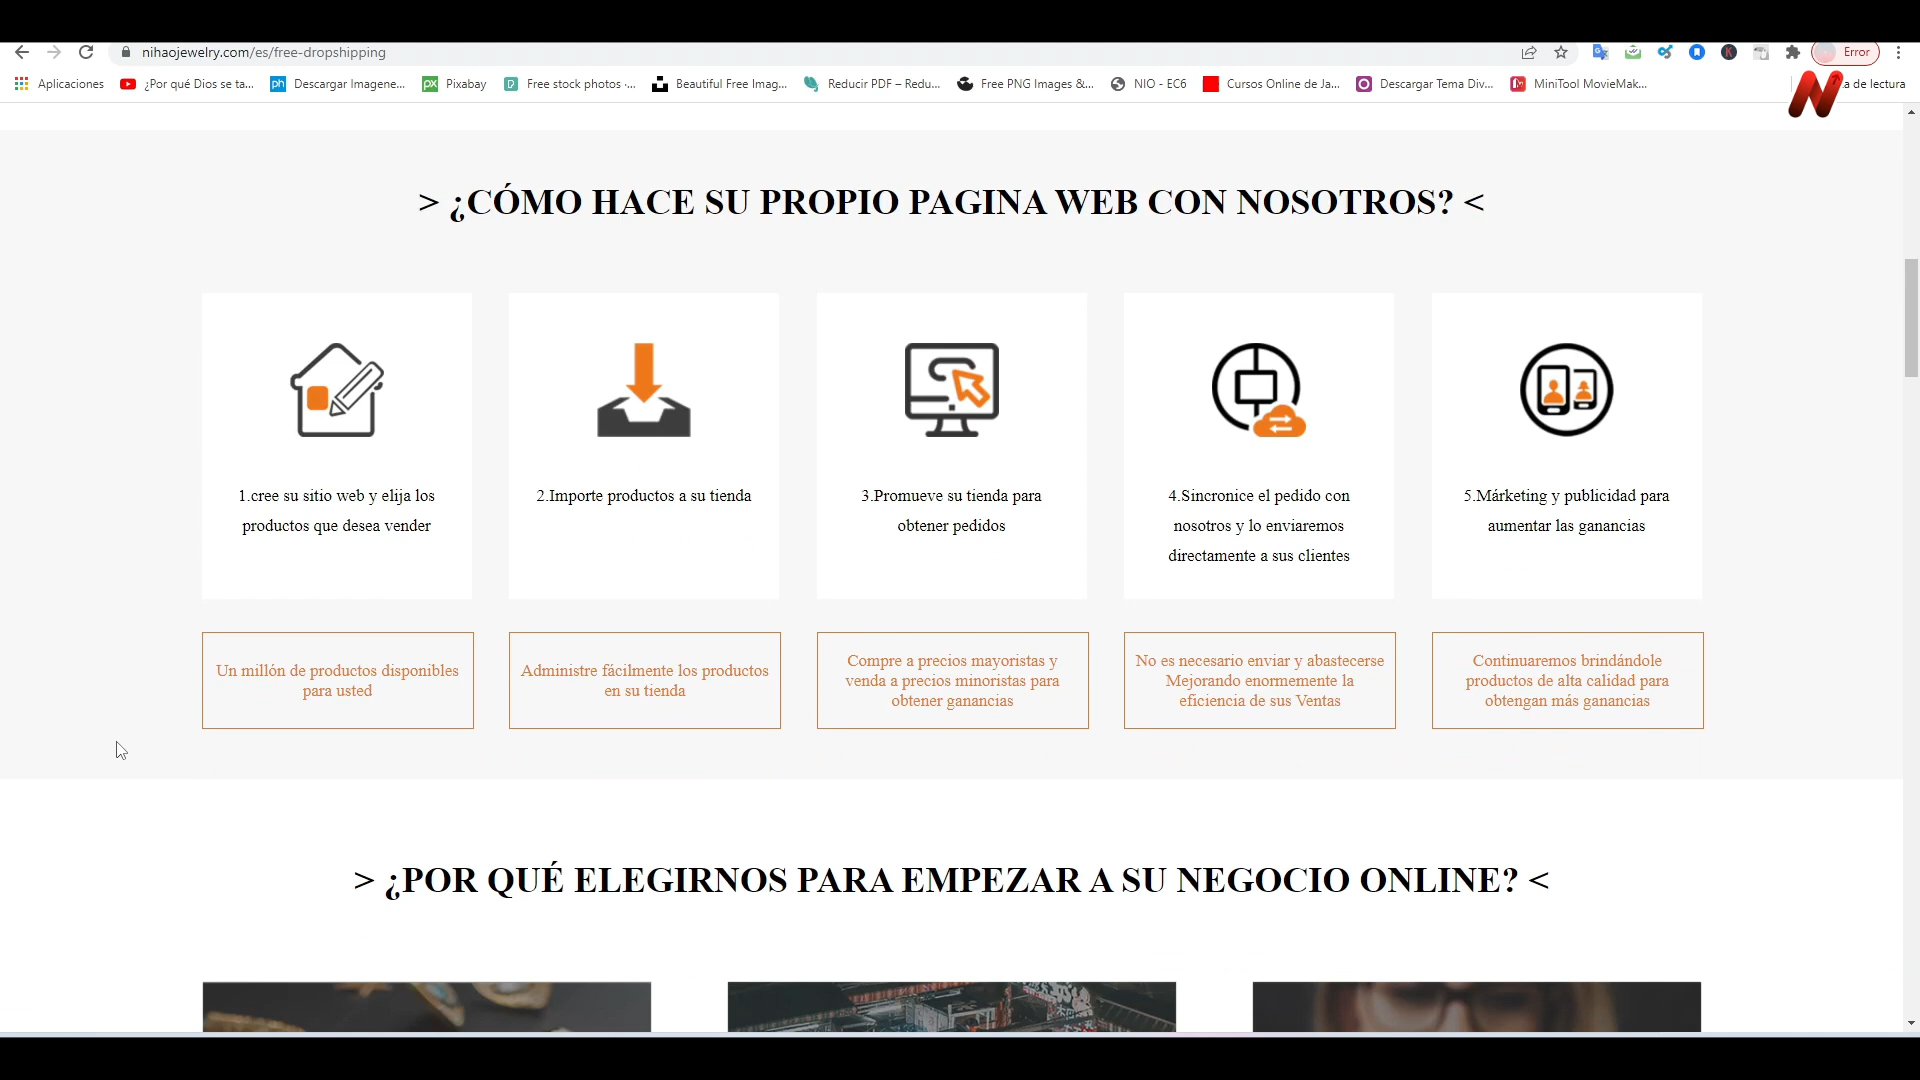 nihaojewelry.com/es/free-dropshipping
Error
Aplicaciones
¿Por qué Dios se ta...
ph
Descargar Imagene...
px
Pixabay
Free stock photos ·...
Beautiful Free Imag...
Reducir PDF – Redu...
Free PNG Images &...
NIO - EC6
Cursos Online de Ja...
Descargar Tema Div...
MiniTool MovieMak...
a de lectura
> ¿CÓMO HACE SU PROPIO PAGINA WEB CON NOSOTROS? <
1.cree su sitio web y elija los
productos que desea vender
2.Importe productos a su tienda
3.Promueve su tienda para
obtener pedidos
4.Sincronice el pedido con
nosotros y lo enviaremos
directamente a sus clientes
5.Márketing y publicidad para
aumentar las ganancias
Un millón de productos disponibles
para usted
Administre fácilmente los productos
en su tienda
Compre a precios mayoristas y
venda a precios minoristas para
obtener ganancias
No es necesario enviar y abastecerse
Mejorando enormemente la
eficiencia de sus Ventas
Continuaremos brindándole
productos de alta calidad para
obtengan más ganancias
> ¿POR QUÉ ELEGIRNOS PARA EMPEZAR A SU NEGOCIO ONLINE? <